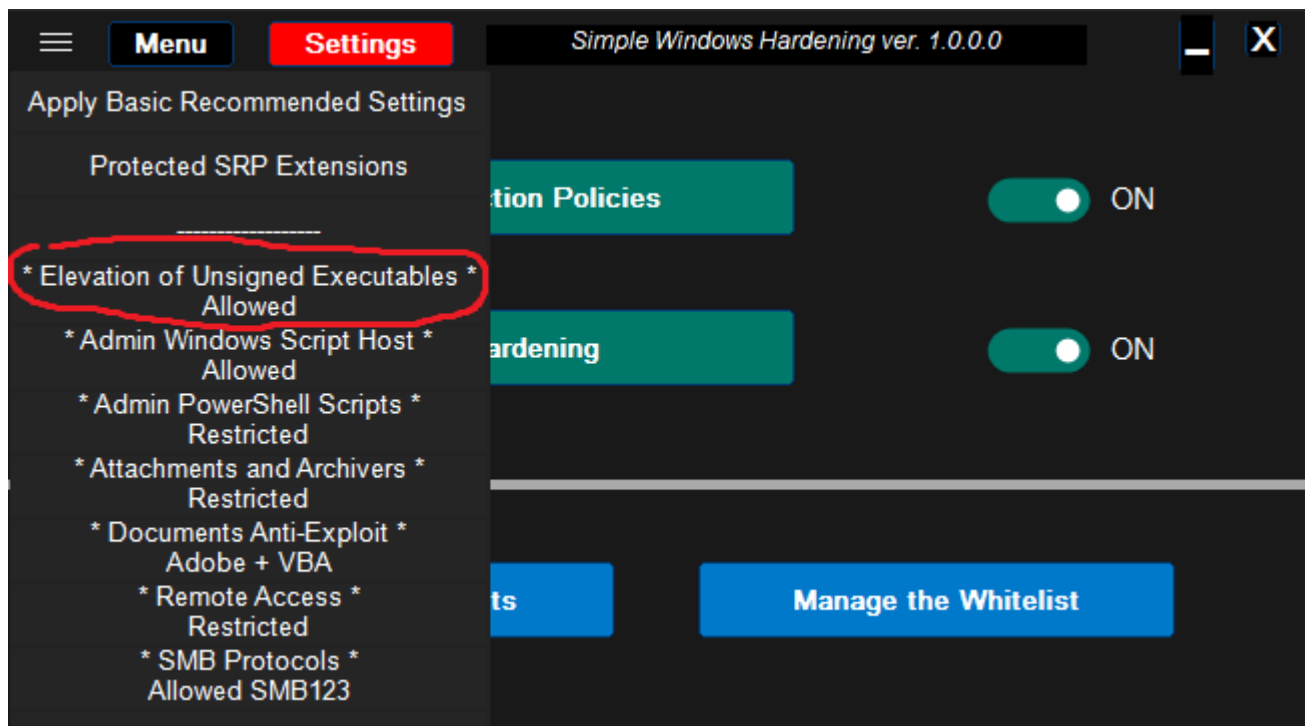 Menu
Settings
Simple Windows Hardening ver. 1.0.0.0
X
Apply Basic Recommended Settings
Protected SRP Extensions
tion Policies
ON
* Elevation of Unsigned Executables *
Allowed
* Admin Windows Script Host *
Allowed
ardening
ON
* Admin PowerShell Scripts *
Restricted
* Attachments and Archivers *
Restricted
* Documents Anti-Exploit *
Adobe + VBA
* Remote Access *
Restricted
ts
Manage the Whitelist
* SMB Protocols *
Allowed SMB123